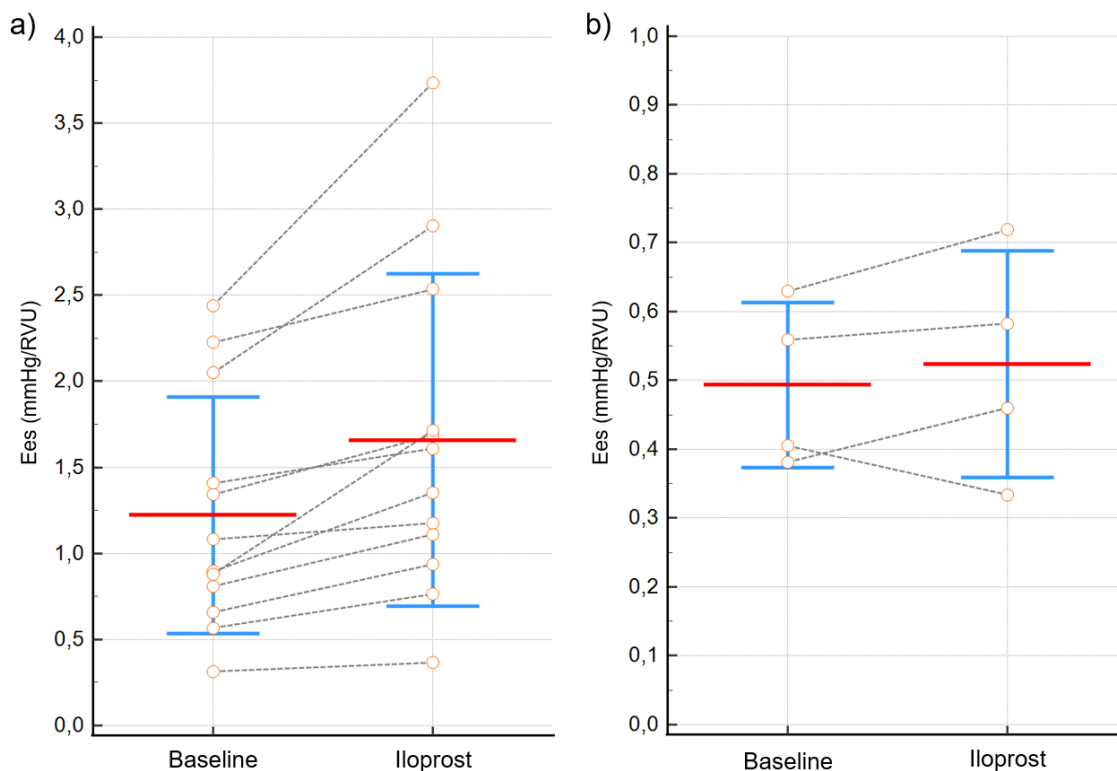 a)
Ees (mmHg/RVU)
4,0
3,5
3,0
2,5
2,0
1,5
1,0
0,5
0,0
Baseline
Iloprost
b)
Ees (mmHg/RVU)
1,0
0,9
0,8
0,7
0,6
0,5
0,4
0,3
0,2
0,1
0,0
Baseline
Iloprost